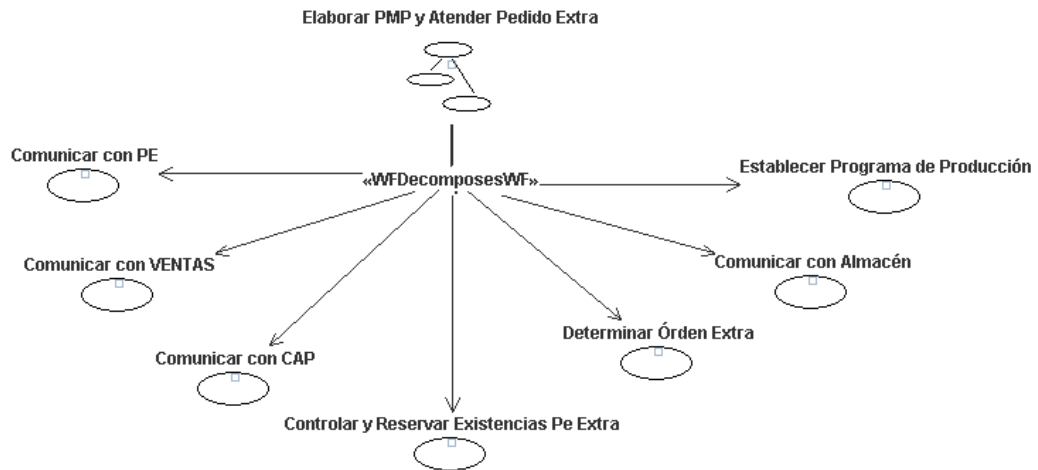 Elaborar PMP y Atender Pedido Extra
Comunicar con PE
«WFDecomposesWF»
Establecer Programa de Producción
Comunicar con VENTAS
Comunicar con Almacén
Determinar Órden Extra
Comunicar con CAP
Controlar y Reservar Existencias Pe Extra